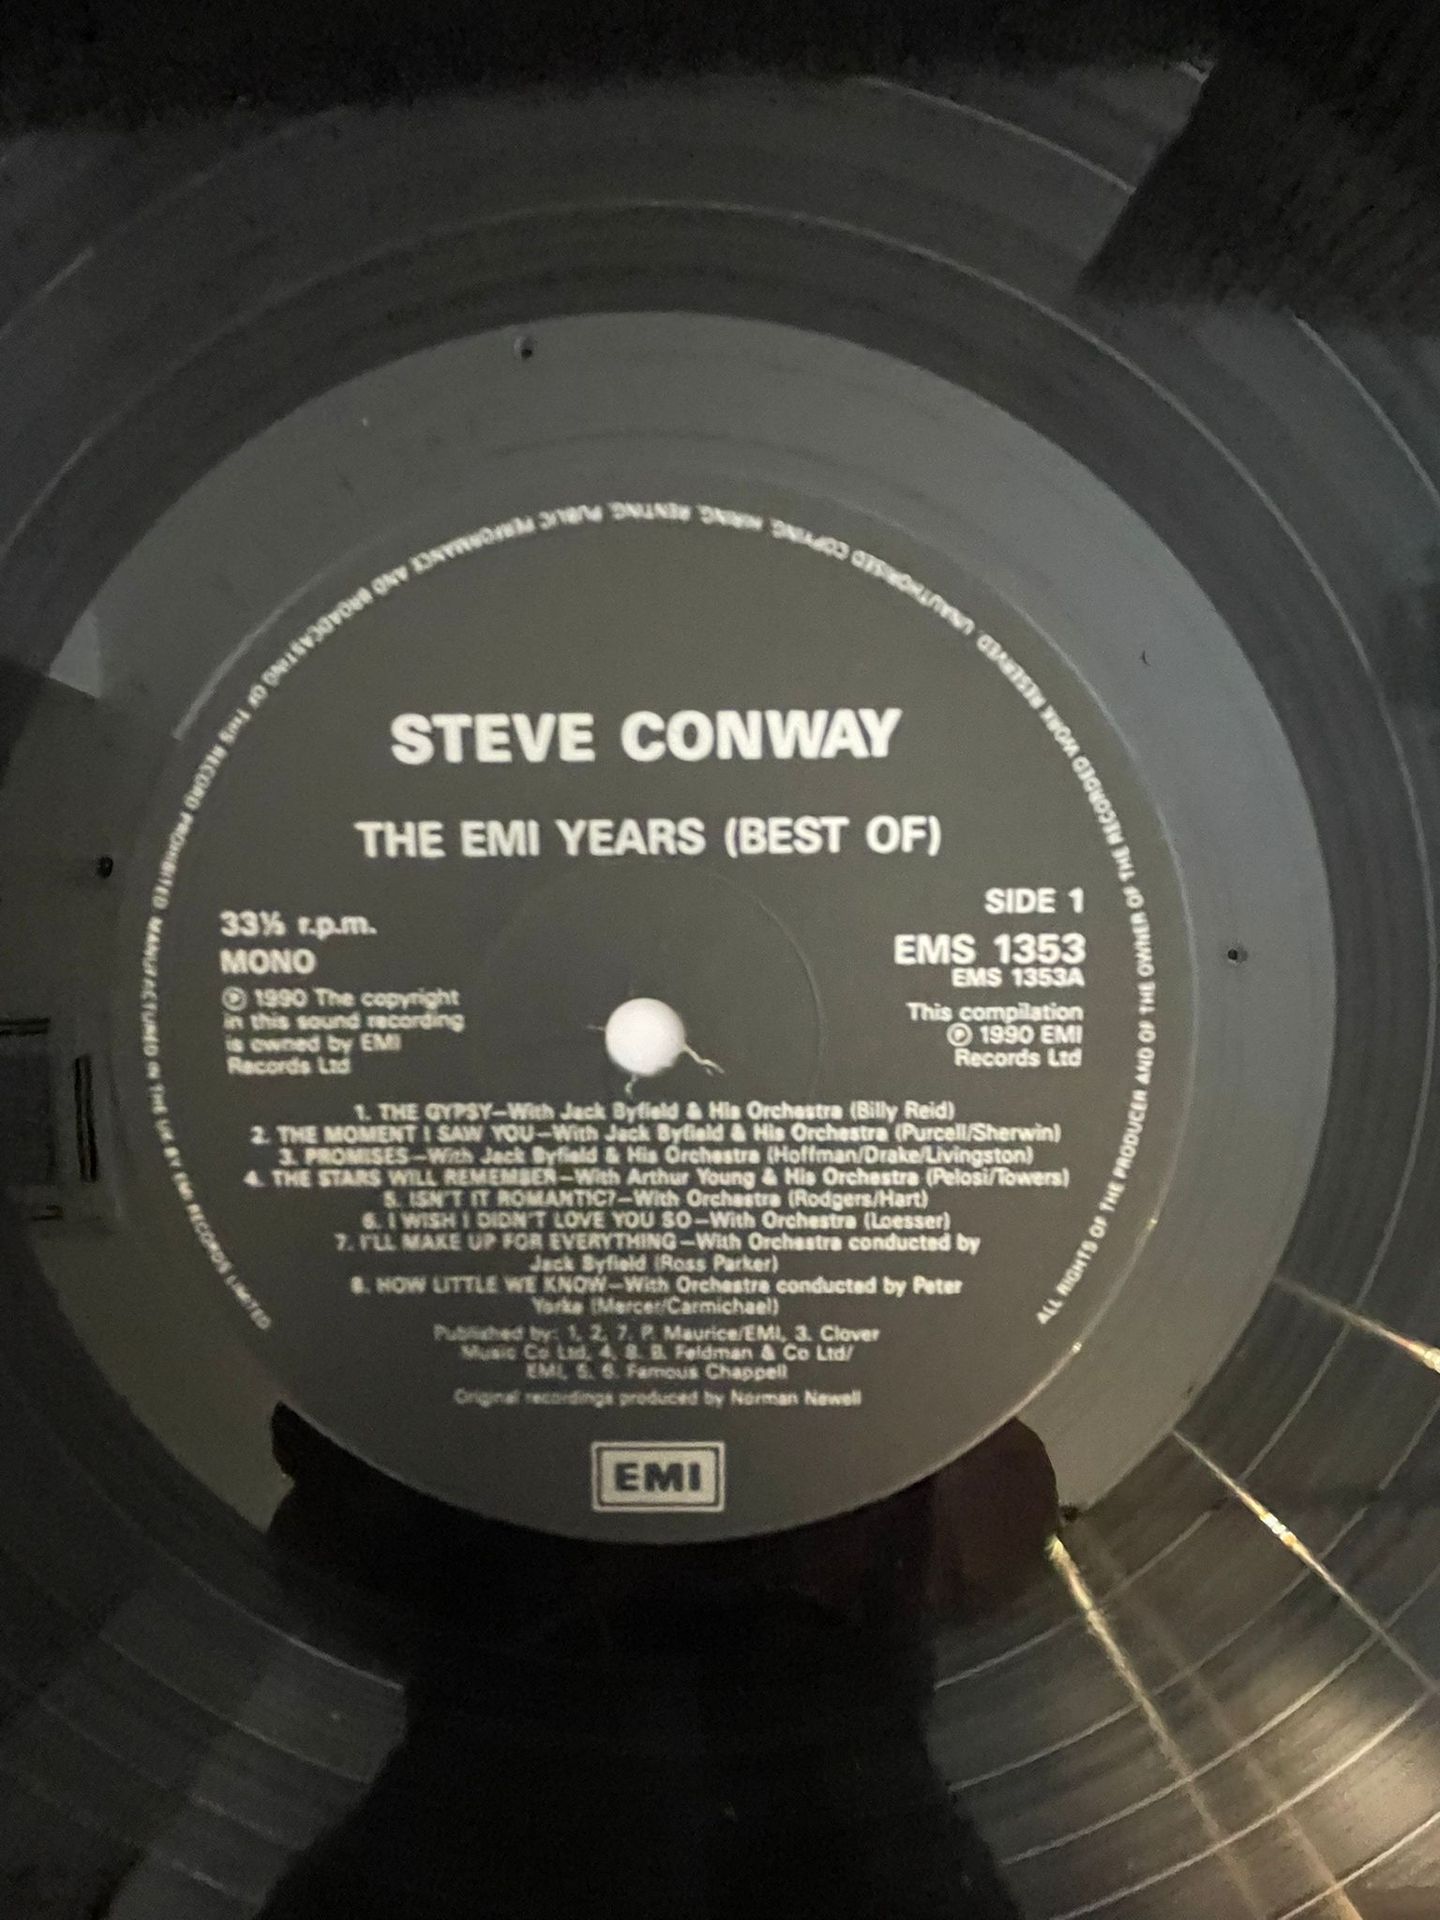 STEVE CONWAY
THE EMI YEARS (BEST OF)
33⅓ r.p.m.
MONO
Ⓟ 1990 The copyright
in this sound recording
is owned by EMI
Records Ltd
SIDE 1
EMS 1353
EMS 1353A
This compilation
Ⓟ 1990 EMI
Records Ltd
1. THE GYPSY–With Jack Byfield & His Orchestra (Billy Reid)
2. THE MOMENT I SAW YOU–With Jack Byfield & His Orchestra (Purcell/Sherwin)
3. PROMISES–With Jack Byfield & His Orchestra (Hoffman/Drake/Livingston)
4. THE STARS WILL REMEMBER–With Arthur Young & His Orchestra (Pelosi/Towers)
5. ISN'T IT ROMANTIC?–With Orchestra (Rodgers/Hart)
6. I WISH I DIDN'T LOVE YOU SO–With Orchestra (Loesser)
7. I'LL MAKE UP FOR EVERYTHING–With Orchestra conducted by
Jack Byfield (Ross Parker)
8. HOW LITTLE WE KNOW–With Orchestra conducted by Peter
Yorke (Mercer/Carmichael)
Published by: 1, 2, 7. P. Maurice/EMI, 3. Clover
Music Co Ltd, 4, 8. B. Feldman & Co Ltd/
EMI, 5, 6. Famous Chappell
Original recordings produced by Norman Newell
EMI
ALL RIGHTS OF THE PRODUCER AND OF THE OWNER OF THE RECORDED WORK RESERVED. UNAUTHORISED COPYING, HIRING, RENTING, PUBLIC PERFORMANCE AND BROADCASTING OF THIS RECORD PROHIBITED MANUFACTURED IN THE UK BY EMI RECORDS LIMITED